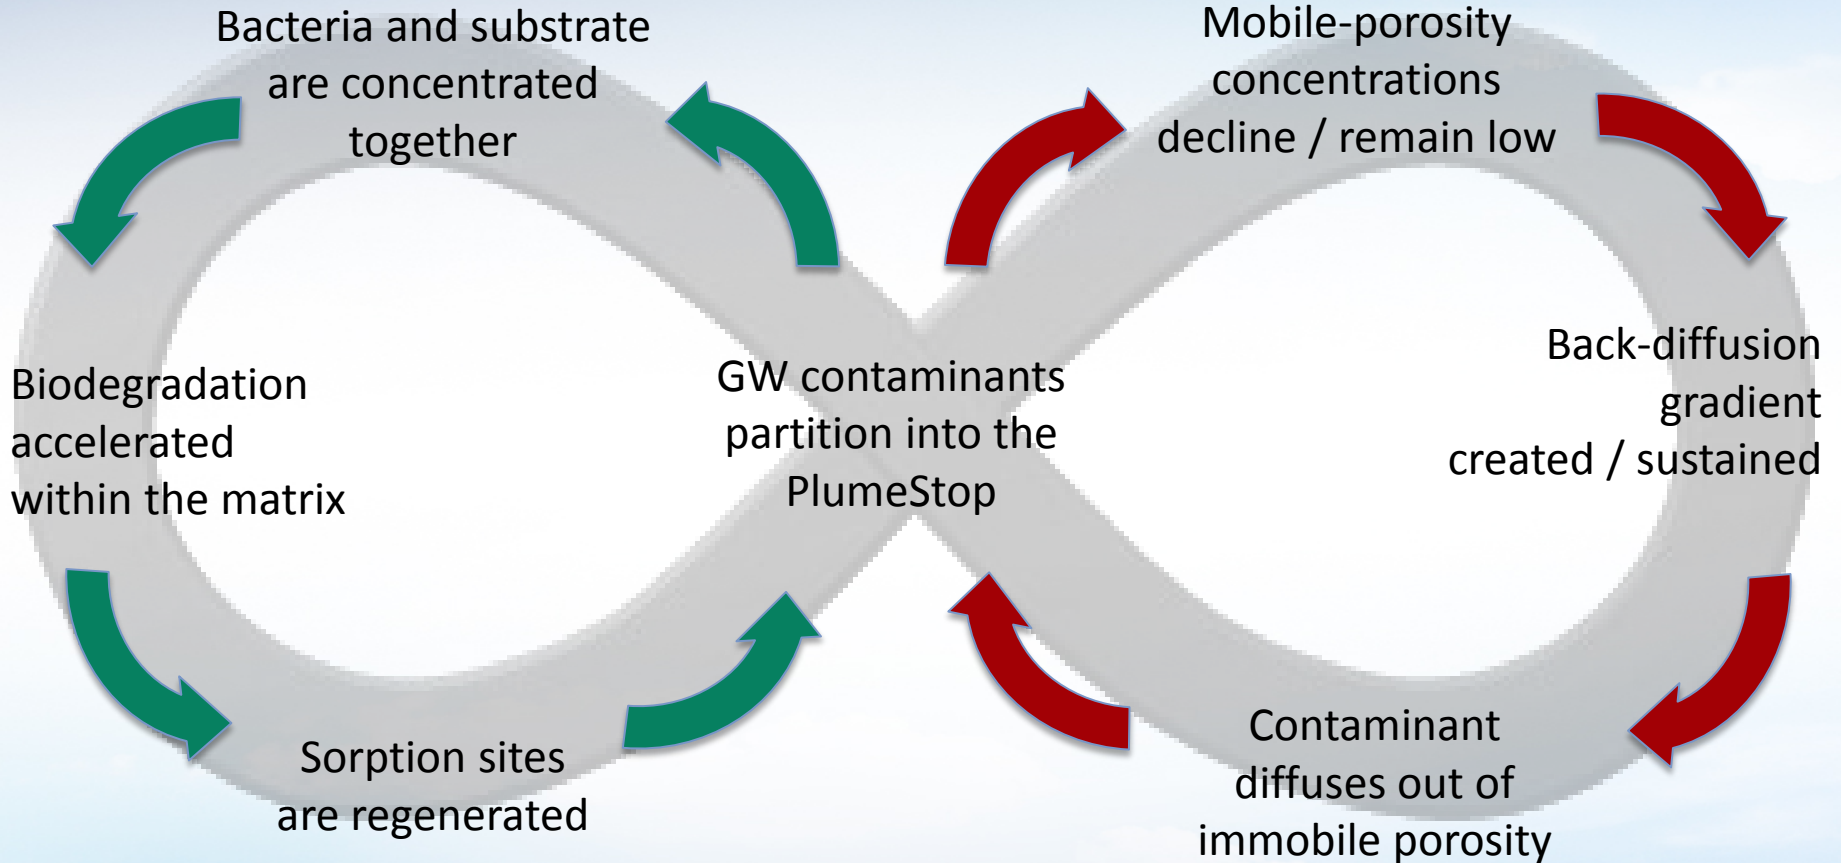 Bacteria and substrate
are concentrated
together
Mobile-porosity
concentrations
decline / remain low
Biodegradation
accelerated
within the matrix
GW contaminants
partition into the
PlumeStop
Back-diffusion
gradient
created / sustained
Sorption sites
are regenerated
Contaminant
diffuses out of
immobile porosity